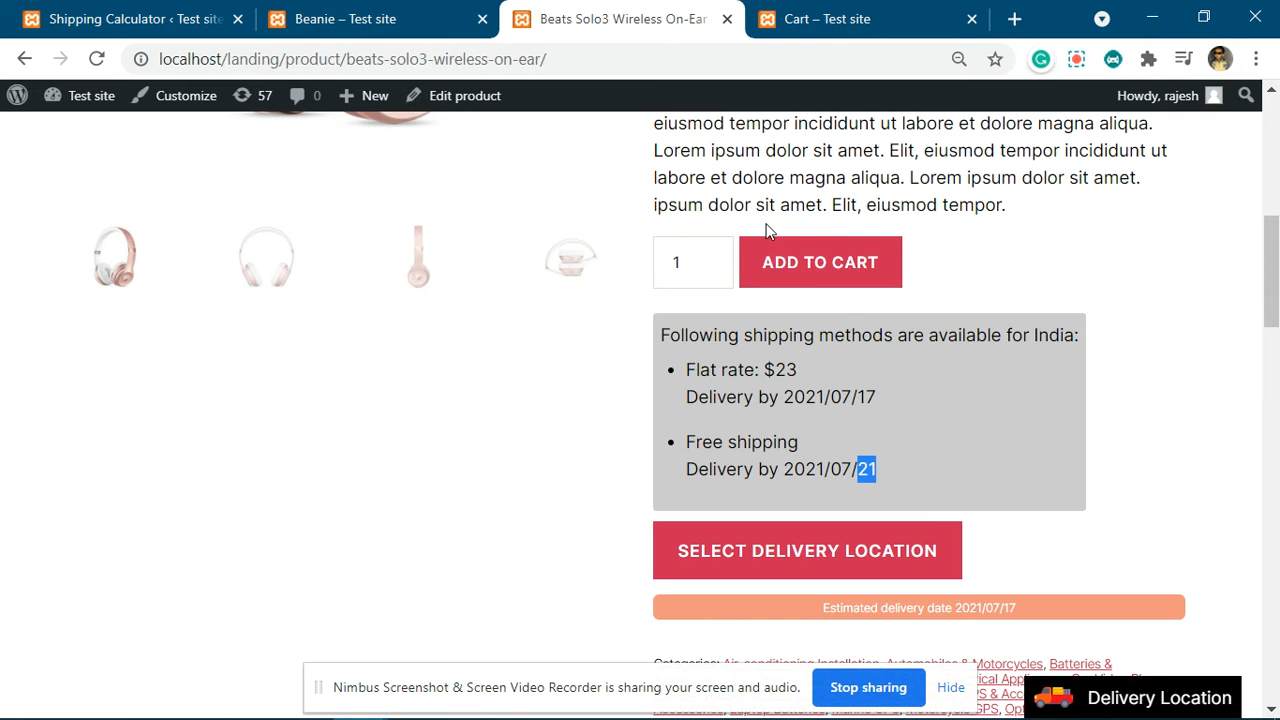 Shipping Calculator ‹ Test site
Beanie – Test site
Beats Solo3 Wireless On-Ear
Cart – Test site
localhost/landing/product/beats-solo3-wireless-on-ear/
Test site
Customize
57
0
New
Edit product
Howdy, rajesh
eiusmod tempor incididunt ut labore et dolore magna aliqua.
Lorem ipsum dolor sit amet. Elit, eiusmod tempor incididunt ut
labore et dolore magna aliqua. Lorem ipsum dolor sit amet.
ipsum dolor sit amet. Elit, eiusmod tempor.
1
ADD TO CART
Following shipping methods are available for India:
• Flat rate: $23
Delivery by 2021/07/17
• Free shipping
Delivery by 2021/07/21
SELECT DELIVERY LOCATION
Estimated delivery date 2021/07/17
Categories: Air-conditioning Installation, Automobiles & Motorcycles, Batteries &
Nimbus Screenshot & Screen Video Recorder is sharing your screen and audio.
Stop sharing
Hide
Delivery Location